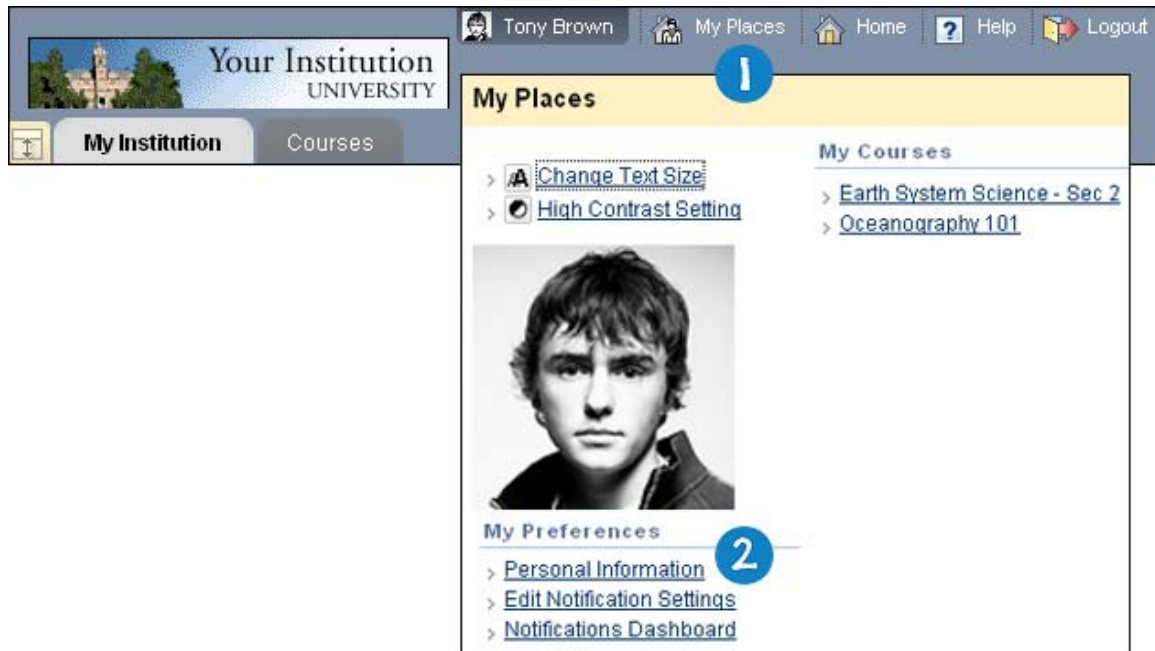 Tony Brown My Places Home ? Help Logout
Your Institution
UNIVERSITY
1
My Institution Courses
My Places
A Change Text Size
High Contrast Setting
My Courses
Earth System Science - Sec 2
Oceanography 101
My Preferences
2
Personal Information
Edit Notification Settings
Notifications Dashboard